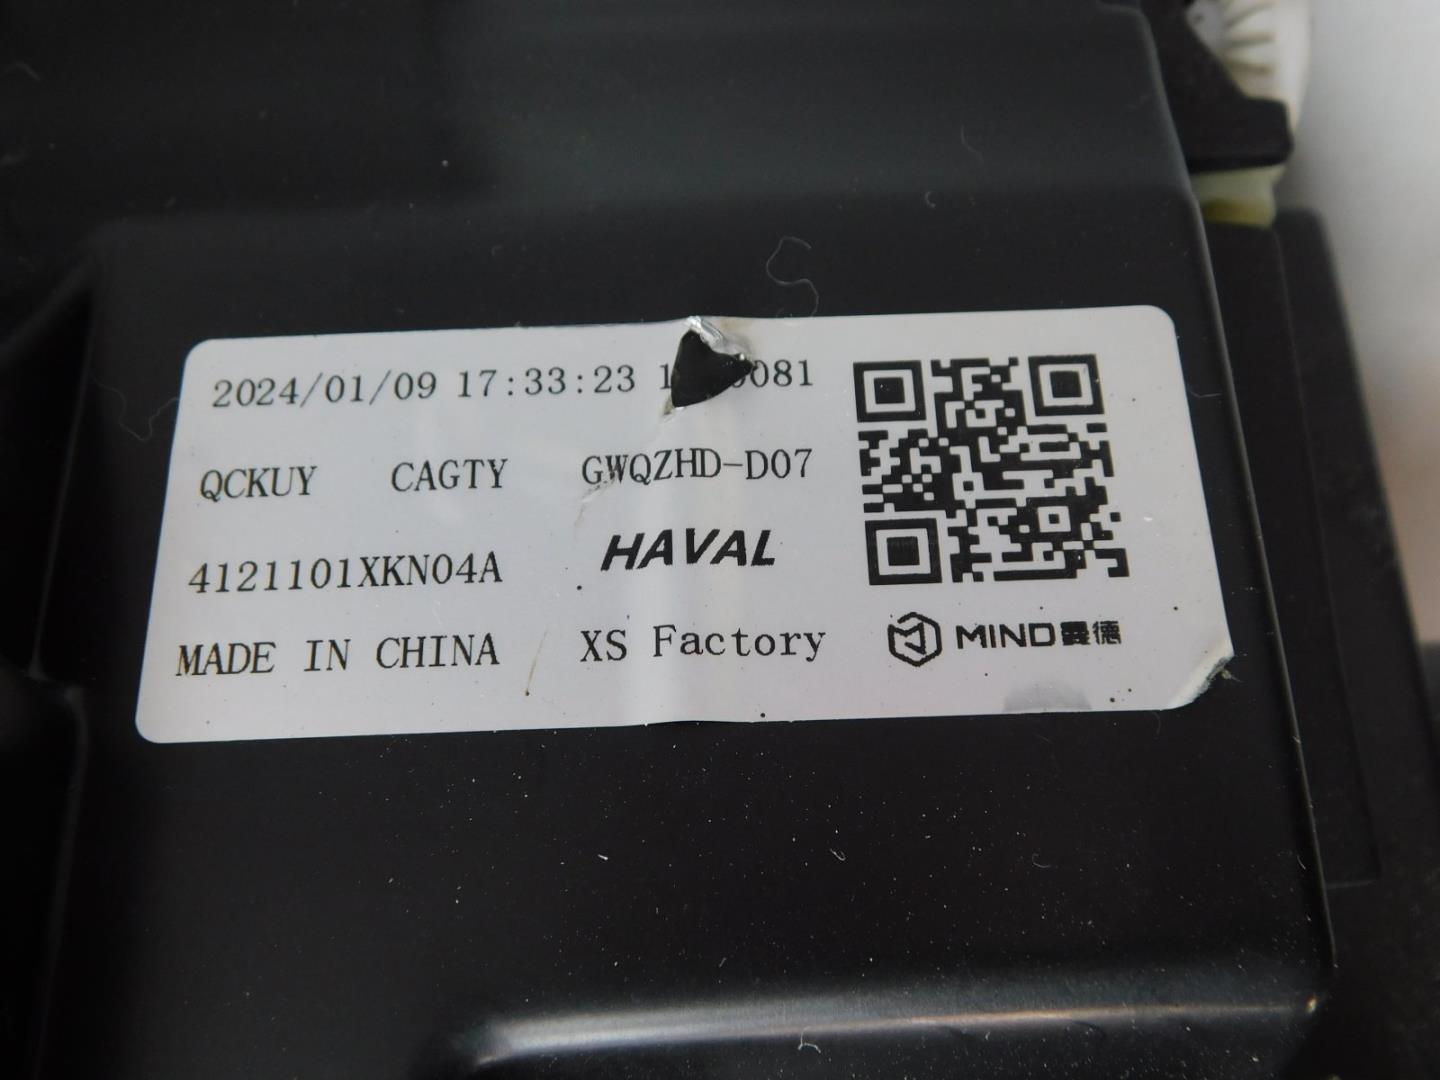 2024/01/09 17:33:23
QCKUY CAGTY GWQZHD-D07
4121101XKN04A HAVAL
MADE IN CHINA XS Factory MIND曼德